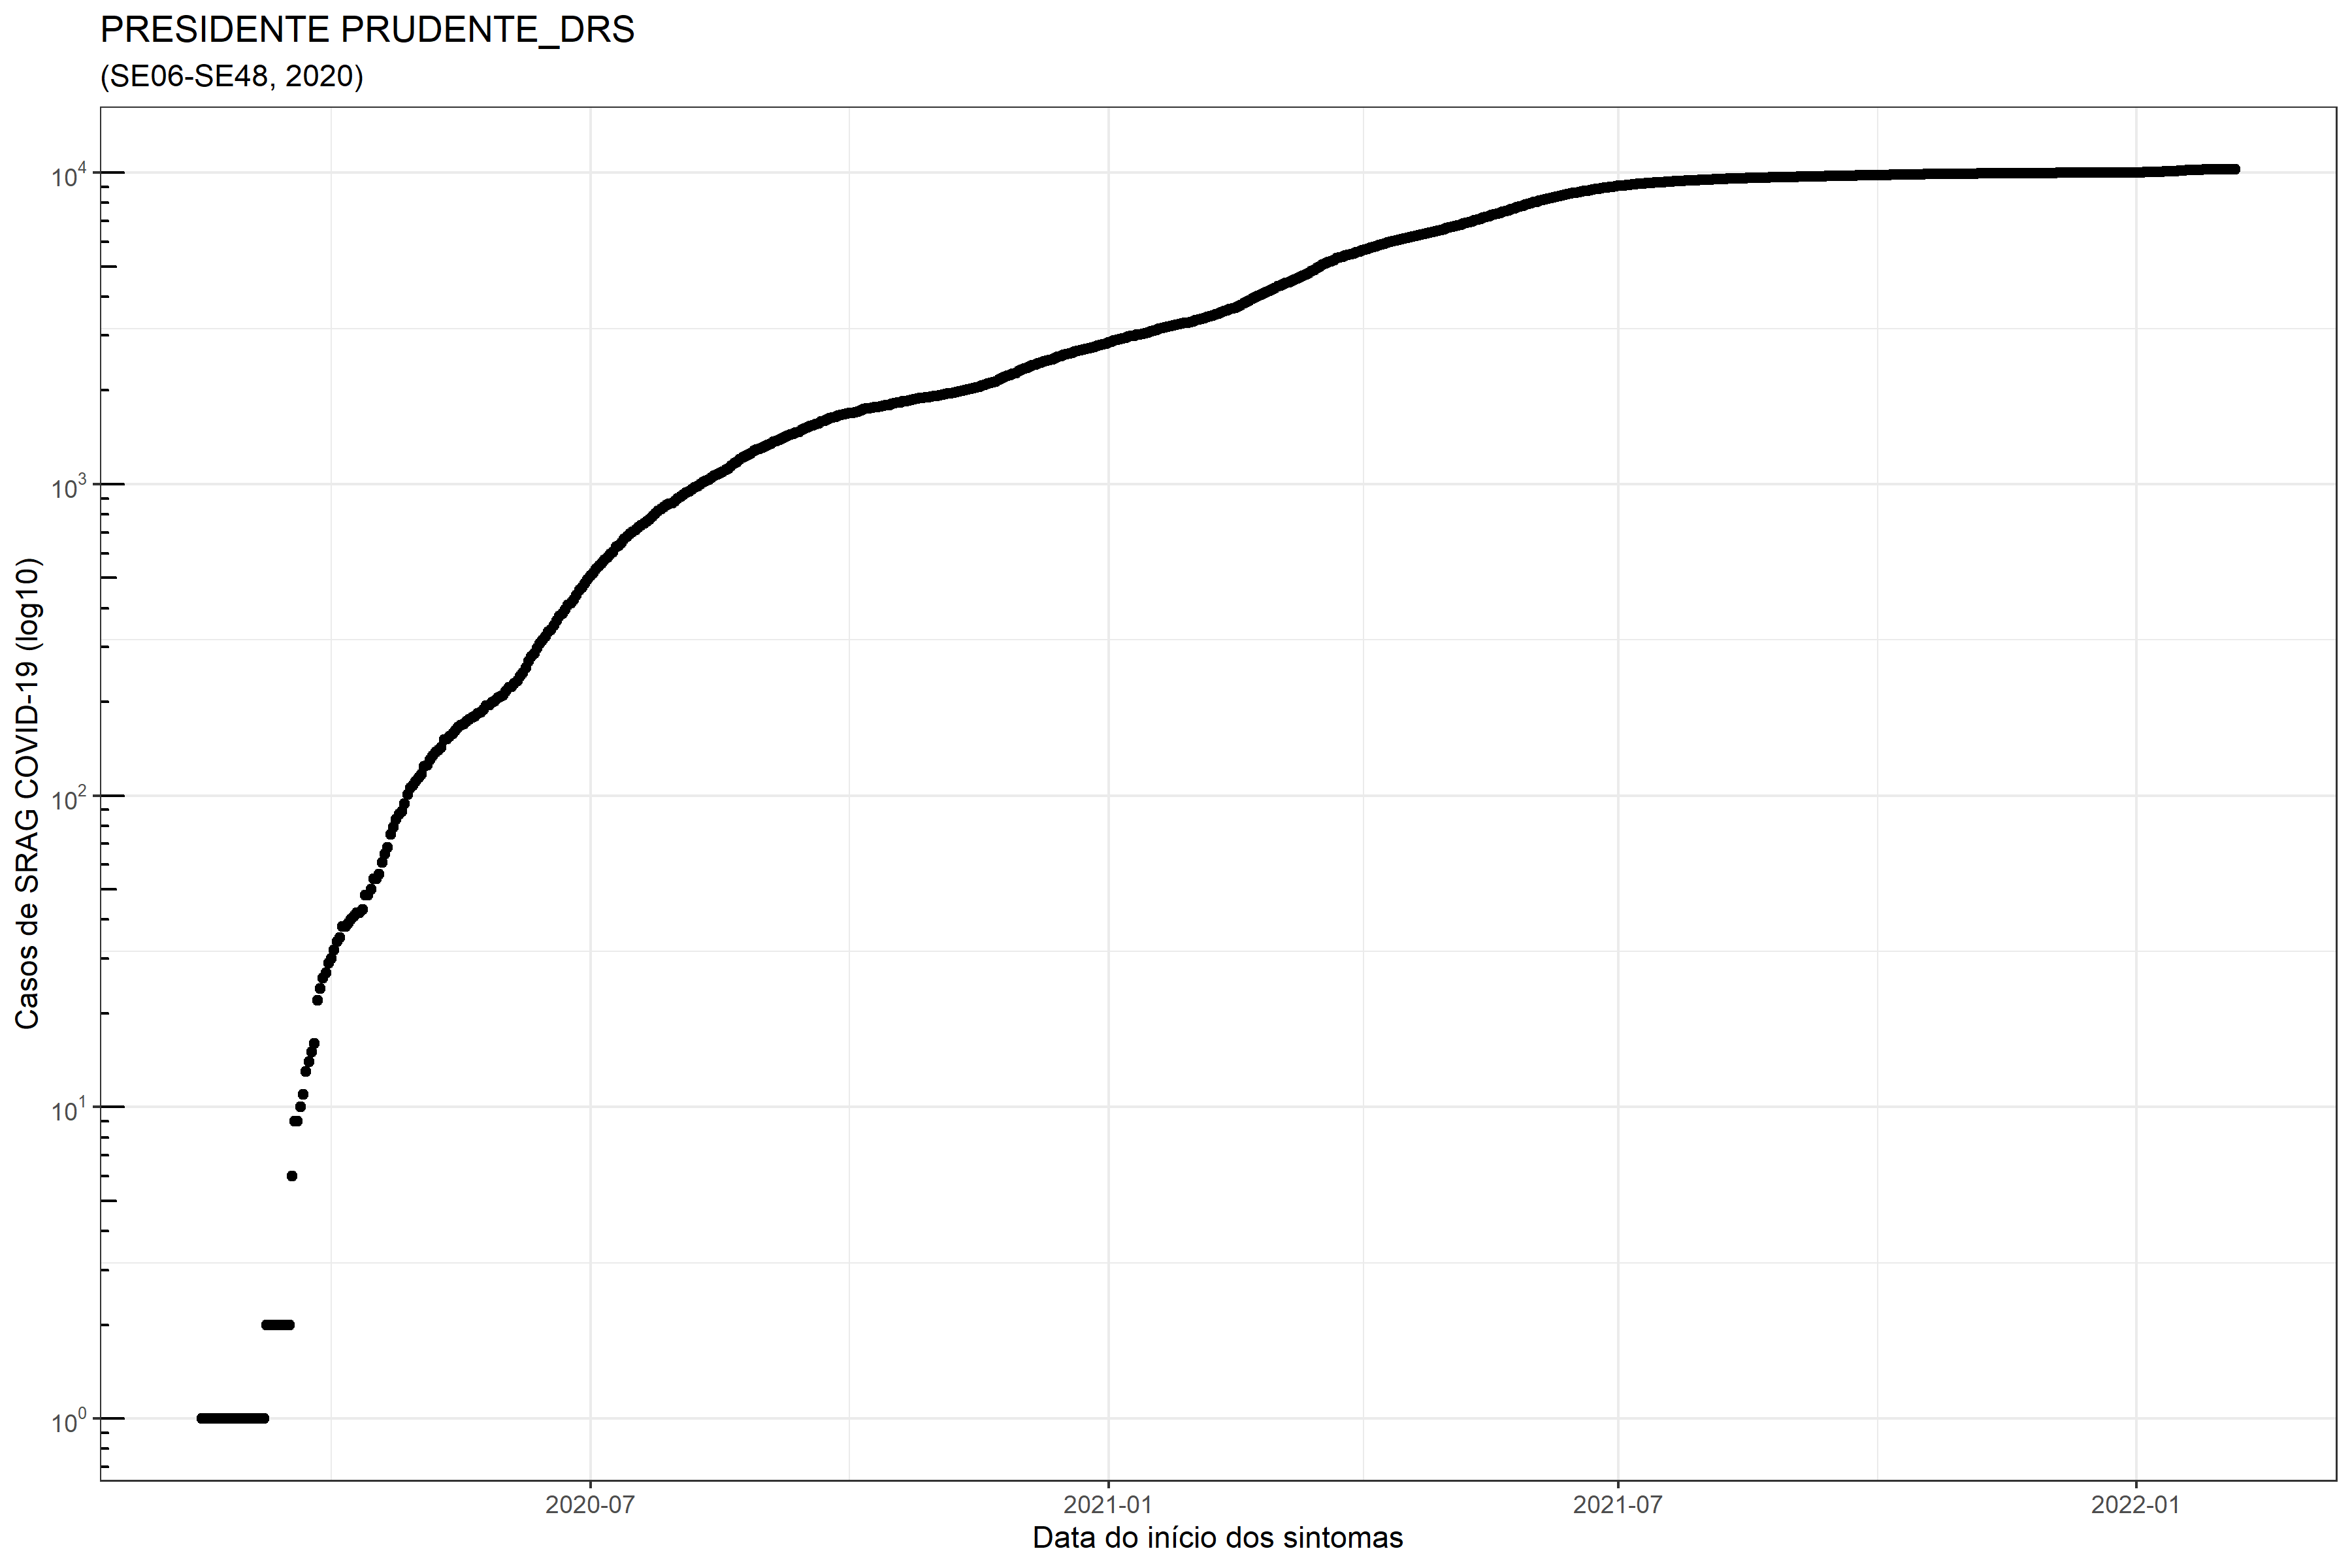 PRESIDENTE PRUDENTE_DRS
(SE06-SE48, 2020)
Casos de SRAG COVID-19 (log10)
10⁴
10³
10²
10¹
10⁰
2020-07 2021-01 2021-07 2022-01
Data do início dos sintomas